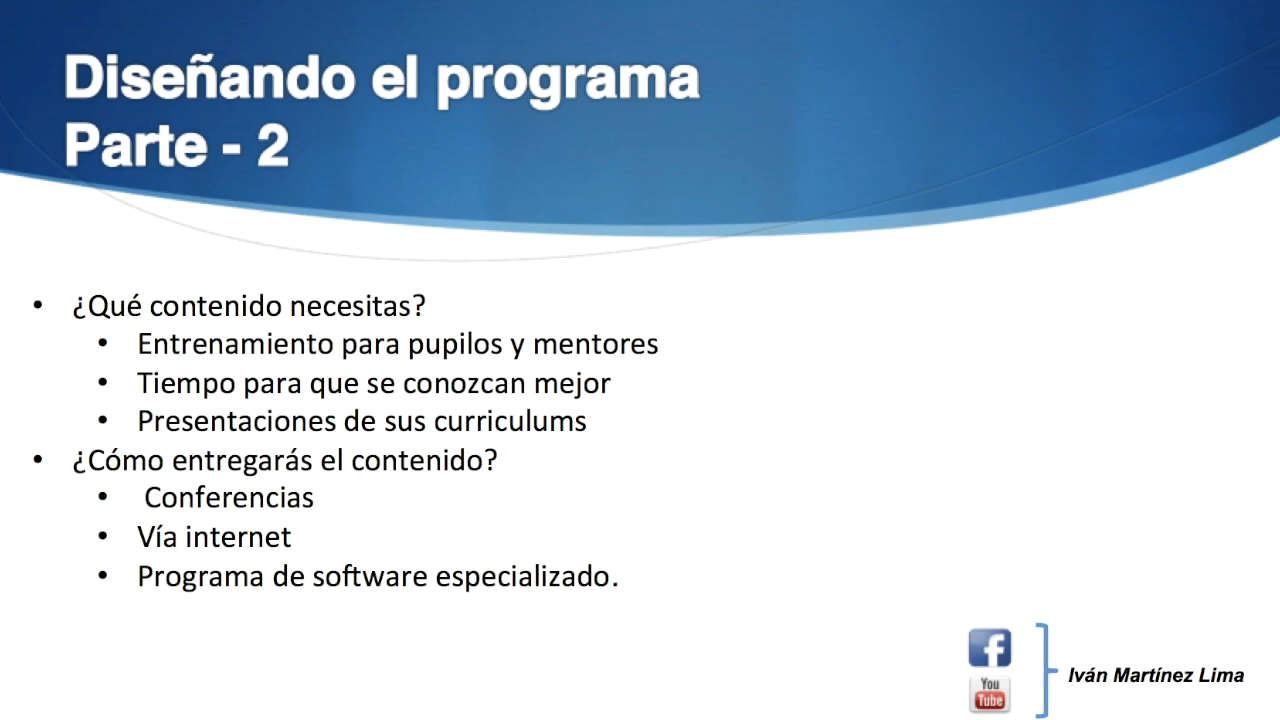 Diseñando el programa
Parte - 2
• ¿Qué contenido necesitas?
• Entrenamiento para pupilos y mentores
• Tiempo para que se conozcan mejor
• Presentaciones de sus curriculums
• ¿Cómo entregarás el contenido?
• Conferencias
• Vía internet
• Programa de software especializado.
f
You
Tube
Iván Martínez Lima